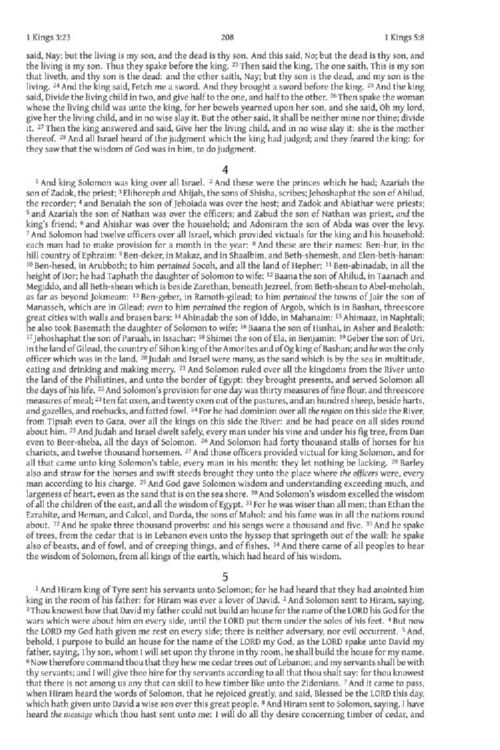 1 Kings 3:23 208 1 Kings 5:8
said, Nay; but the living is my son, and the dead is thy son. And this said, No; but the dead is thy son, and
the living is my son. Thus they spake before the king. 23 Then said the king, The one saith, This is my son
that liveth, and thy son is the dead: and the other saith, Nay; but thy son is the dead, and my son is the
living. 24 And the king said, Fetch me a sword. And they brought a sword before the king. 25 And the king
said, Divide the living child in two, and give half to the one, and half to the other. 26 Then spake the woman
whose the living child was unto the king, for her bowels yearned upon her son, and she said, Oh my lord,
give her the living child, and in no wise slay it. But the other said, It shall be neither mine nor thine; divide
it. 27 Then the king answered and said, Give her the living child, and in no wise slay it: she is the mother
thereof. 28 And all Israel heard of the judgment which the king had judged; and they feared the king: for
they saw that the wisdom of God was in him, to do judgment.
4
1 And king Solomon was king over all Israel. 2 And these were the princes which he had; Azariah the
son of Zadok, the priest; 3 Elihoreph and Ahijah, the sons of Shisha, scribes; Jehoshaphat the son of Ahilud,
the recorder; 4 and Benaiah the son of Jehoiada was over the host; and Zadok and Abiathar were priests;
5 and Azariah the son of Nathan was over the officers; and Zabud the son of Nathan was priest, and the
king's friend; 6 and Ahishar was over the household; and Adoniram the son of Abda was over the levy.
7 And Solomon had twelve officers over all Israel, which provided victuals for the king and his household:
each man had to make provision for a month in the year. 8 And these are their names: Ben-hur, in the
hill country of Ephraim: 9 Ben-deker, in Makaz, and in Shaalbim, and Beth-shemesh, and Elon-beth-hanan:
10 Ben-hesed, in Arubboth; to him pertained Socoh, and all the land of Hepher: 11 Ben-abinadab, in all the
height of Dor; he had Taphath the daughter of Solomon to wife: 12 Baana the son of Ahilud, in Taanach and
Megiddo, and all Beth-shean which is beside Zarethan, beneath Jezreel, from Beth-shean to Abel-meholah,
as far as beyond Jokmeam: 13 Ben-geber, in Ramoth-gilead; to him pertained the towns of Jair the son of
Manasseh, which are in Gilead; even to him pertained the region of Argob, which is in Bashan, threescore
great cities with walls and brasen bars: 14 Ahinadab the son of Iddo, in Mahanaim: 15 Ahimaaz, in Naphtali;
he also took Basemath the daughter of Solomon to wife: 16 Baana the son of Hushai, in Asher and Bealoth:
17 Jehoshaphat the son of Paruah, in Issachar: 18 Shimei the son of Ela, in Benjamin: 19 Geber the son of Uri,
in the land of Gilead, the country of Sihon king of the Amorites and of Og king of Bashan; and he was the only
officer which was in the land. 20 Judah and Israel were many, as the sand which is by the sea in multitude,
eating and drinking and making merry. 21 And Solomon ruled over all the kingdoms from the River unto
the land of the Philistines, and unto the border of Egypt: they brought presents, and served Solomon all
the days of his life. 22 And Solomon's provision for one day was thirty measures of fine flour, and threescore
measures of meal; 23 ten fat oxen, and twenty oxen out of the pastures, and an hundred sheep, beside harts,
and gazelles, and roebucks, and fatted fowl. 24 For he had dominion over all the region on this side the River,
from Tipsah even to Gaza, over all the kings on this side the River: and he had peace on all sides round
about him. 25 And Judah and Israel dwelt safely, every man under his vine and under his fig tree, from Dan
even to Beer-sheba, all the days of Solomon. 26 And Solomon had forty thousand stalls of horses for his
chariots, and twelve thousand horsemen. 27 And those officers provided victual for king Solomon, and for
all that came unto king Solomon's table, every man in his month: they let nothing be lacking. 28 Barley
also and straw for the horses and swift steeds brought they unto the place where the officers were, every
man according to his charge. 29 And God gave Solomon wisdom and understanding exceeding much, and
largeness of heart, even as the sand that is on the sea shore. 30 And Solomon's wisdom excelled the wisdom
of all the children of the east, and all the wisdom of Egypt. 31 For he was wiser than all men; than Ethan the
Ezrahite, and Heman, and Calcol, and Darda, the sons of Mahol: and his fame was in all the nations round
about. 32 And he spake three thousand proverbs: and his songs were a thousand and five. 33 And he spake
of trees, from the cedar that is in Lebanon even unto the hyssop that springeth out of the wall: he spake
also of beasts, and of fowl, and of creeping things, and of fishes. 34 And there came of all peoples to hear
the wisdom of Solomon, from all kings of the earth, which had heard of his wisdom.
5
1 And Hiram king of Tyre sent his servants unto Solomon; for he had heard that they had anointed him
king in the room of his father: for Hiram was ever a lover of David. 2 And Solomon sent to Hiram, saying,
3 Thou knowest how that David my father could not build an house for the name of the LORD his God for the
wars which were about him on every side, until the LORD put them under the soles of his feet. 4 But now
the LORD my God hath given me rest on every side; there is neither adversary, nor evil occurrent. 5 And,
behold, I purpose to build an house for the name of the LORD my God, as the LORD spake unto David my
father, saying, Thy son, whom I will set upon thy throne in thy room, he shall build the house for my name.
6 Now therefore command thou that they hew me cedar trees out of Lebanon; and my servants shall be with
thy servants; and I will give thee hire for thy servants according to all that thou shalt say: for thou knowest
that there is not among us any that can skill to hew timber like unto the Zidonians. 7 And it came to pass,
when Hiram heard the words of Solomon, that he rejoiced greatly, and said, Blessed be the LORD this day,
which hath given unto David a wise son over this great people. 8 And Hiram sent to Solomon, saying, I have
heard the message which thou hast sent unto me: I will do all thy desire concerning timber of cedar, and